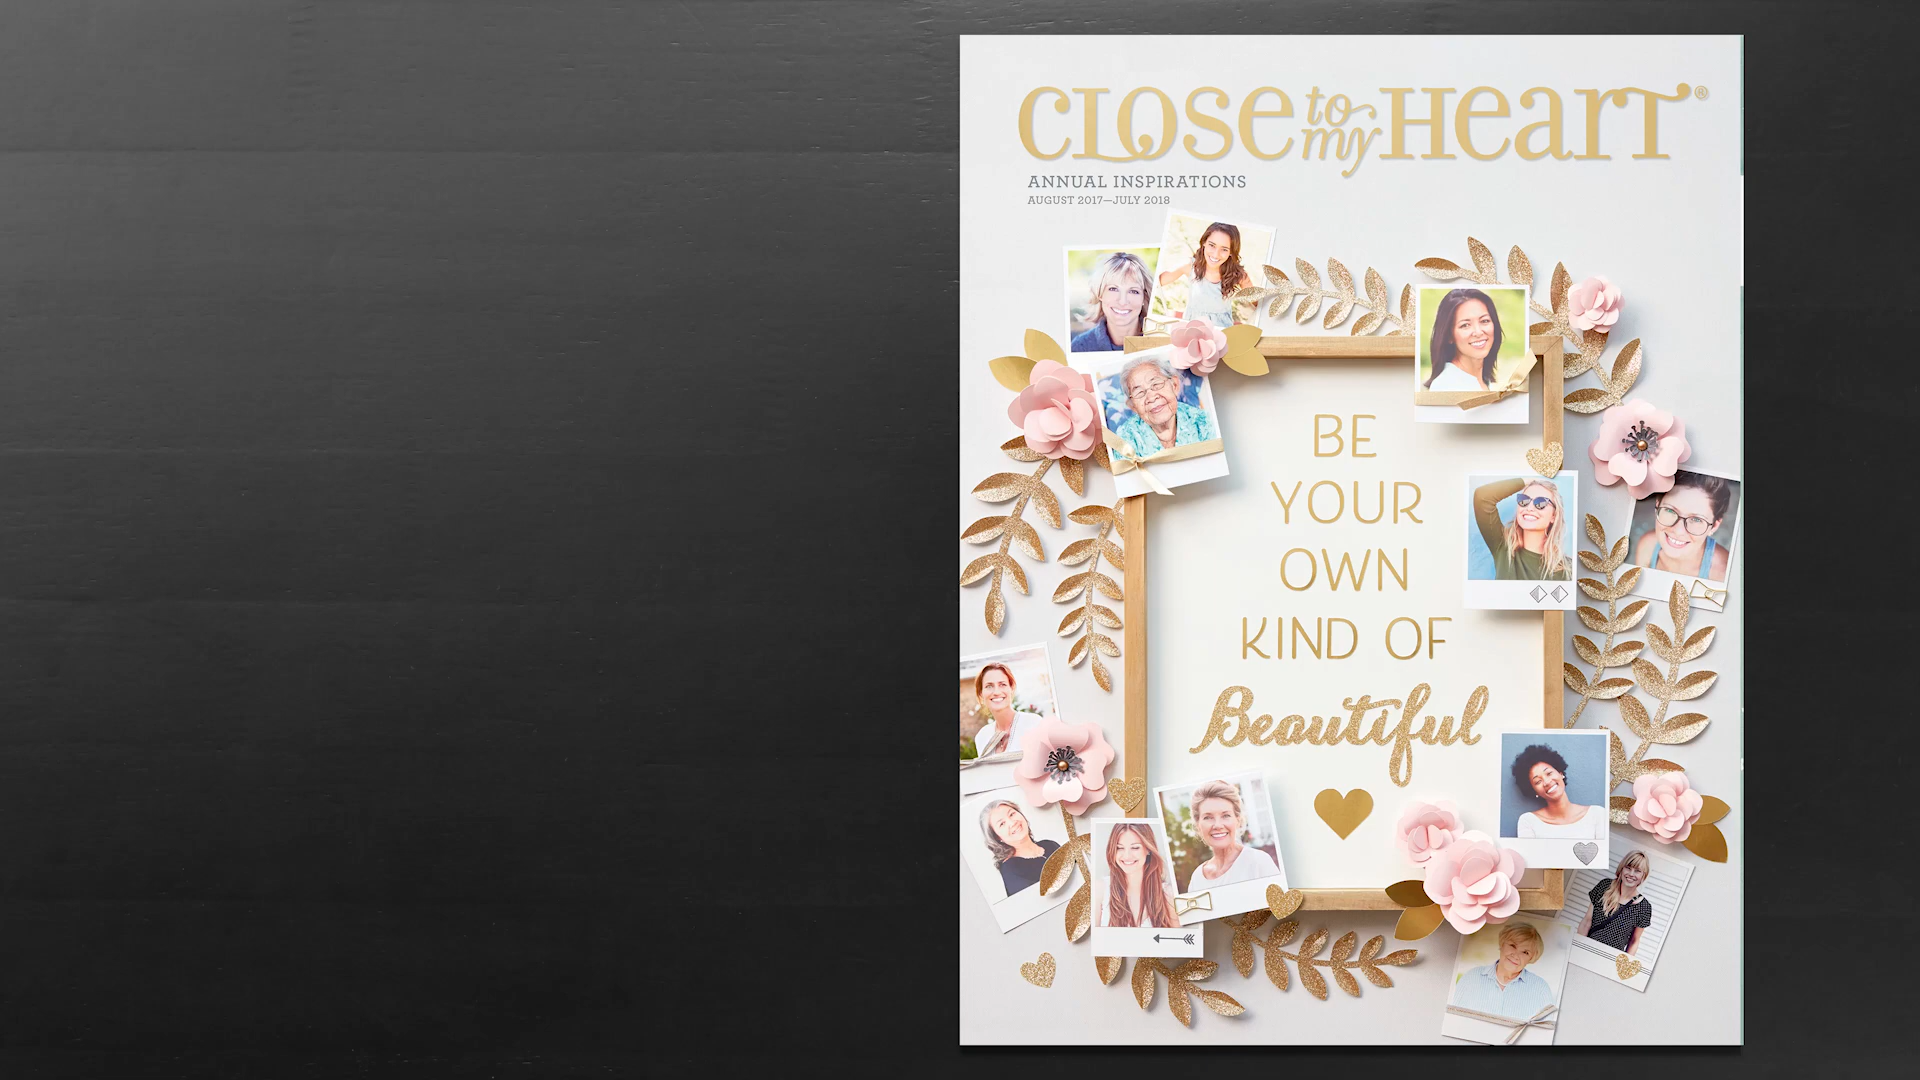 CLOSE to my HEART®
ANNUAL INSPIRATIONS
AUGUST 2017—JULY 2018
BE
YOUR
OWN
KIND OF
Beautiful